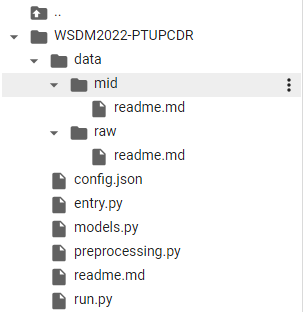 ..
WSDM2022-PTUPCDR
data
mid
readme.md
raw
readme.md
config.json
entry.py
models.py
preprocessing.py
readme.md
run.py